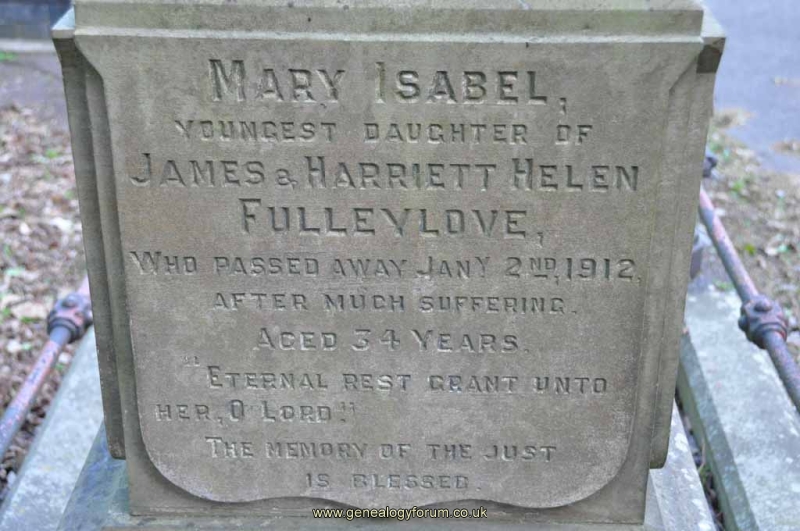 MARY ISABEL,
YOUNGEST DAUGHTER OF
JAMES & HARRIETT HELEN
FULLEYLOVE,
WHO PASSED AWAY JANY 2ND, 1912,
AFTER MUCH SUFFERING.
AGED 34 YEARS.
"ETERNAL REST GRANT UNTO
HER, O LORD."
THE MEMORY OF THE JUST
IS BLESSED.
www.genealogyforum.co.uk